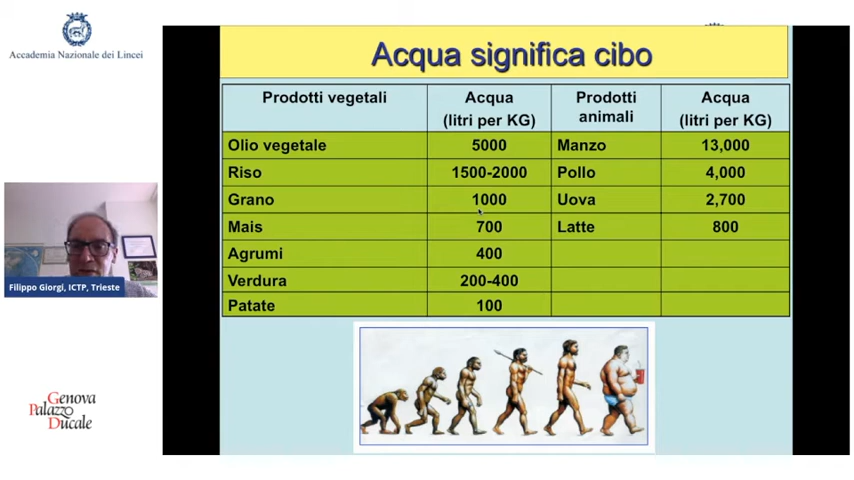 Accademia Nazionale dei Lincei
Acqua significa cibo
Prodotti vegetali
Acqua
(litri per KG)
Prodotti
animali
Acqua
(litri per KG)
Olio vegetale 5000 Manzo 13,000
Riso 1500-2000 Pollo 4,000
Grano 1000 Uova 2,700
Mais 700 Latte 800
Agrumi 400
Verdura 200-400
Patate 100
Filippo Giorgi, ICTP, Trieste
Genova
Palazzo
Ducale